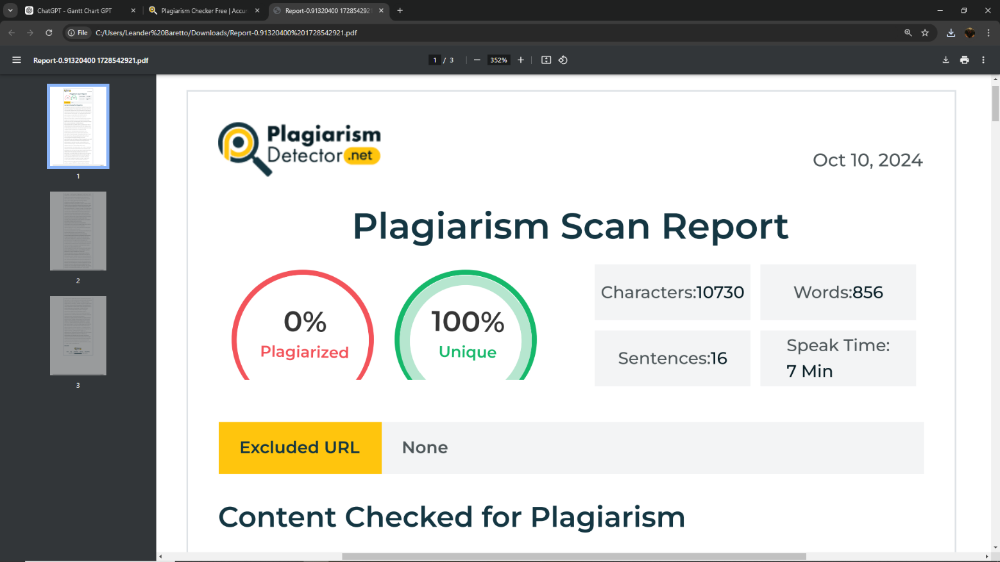 ChatGPT - Gantt Chart GPT
Plagiarism Checker Free | Accur
Report-0.91320400 1728542921
File
C:/Users/Leander%20Baretto/Downloads/Report-0.91320400%201728542921.pdf
Report-0.91320400 1728542921.pdf
1 / 3
352%
1
2
3
Plagiarism
Detector .net
Oct 10, 2024
Plagiarism Scan Report
0%
Plagiarized
100%
Unique
Characters:10730
Words:856
Sentences:16
Speak Time:
7 Min
Excluded URL
None
Content Checked for Plagiarism